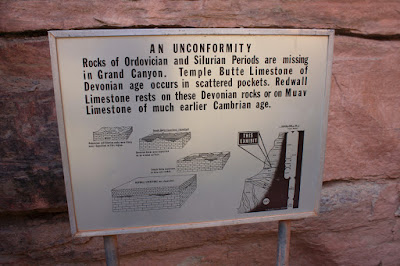 AN UNCONFORMITY
Rocks of Ordovician and Silurian Periods are missing
in Grand Canyon. Temple Butte Limestone of
Devonian age occurs in scattered pockets. Redwall
Limestone rests on these Devonian rocks or on Muav
Limestone of much earlier Cambrian age.
THIS
EXHIBIT